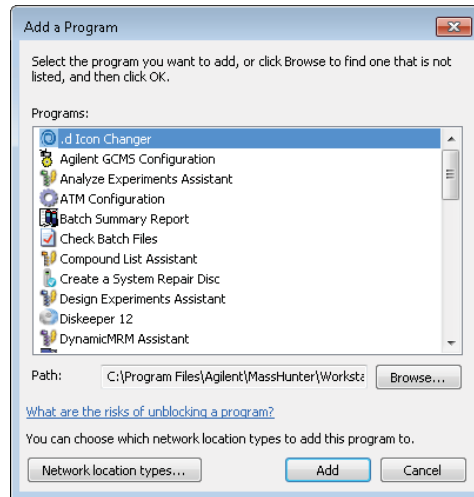 Add a Program
Select the program you want to add, or click Browse to find one that is not
listed, and then click OK.
Programs:
.d Icon Changer
Agilent GCMS Configuration
Analyze Experiments Assistant
ATM Configuration
Batch Summary Report
Check Batch Files
Compound List Assistant
Create a System Repair Disc
Design Experiments Assistant
Diskeeper 12
DynamicMRM Assistant
Path: C:\Program Files\Agilent\MassHunter\Worksta Browse...
What are the risks of unblocking a program?
You can choose which network location types to add this program to.
Network location types... Add Cancel